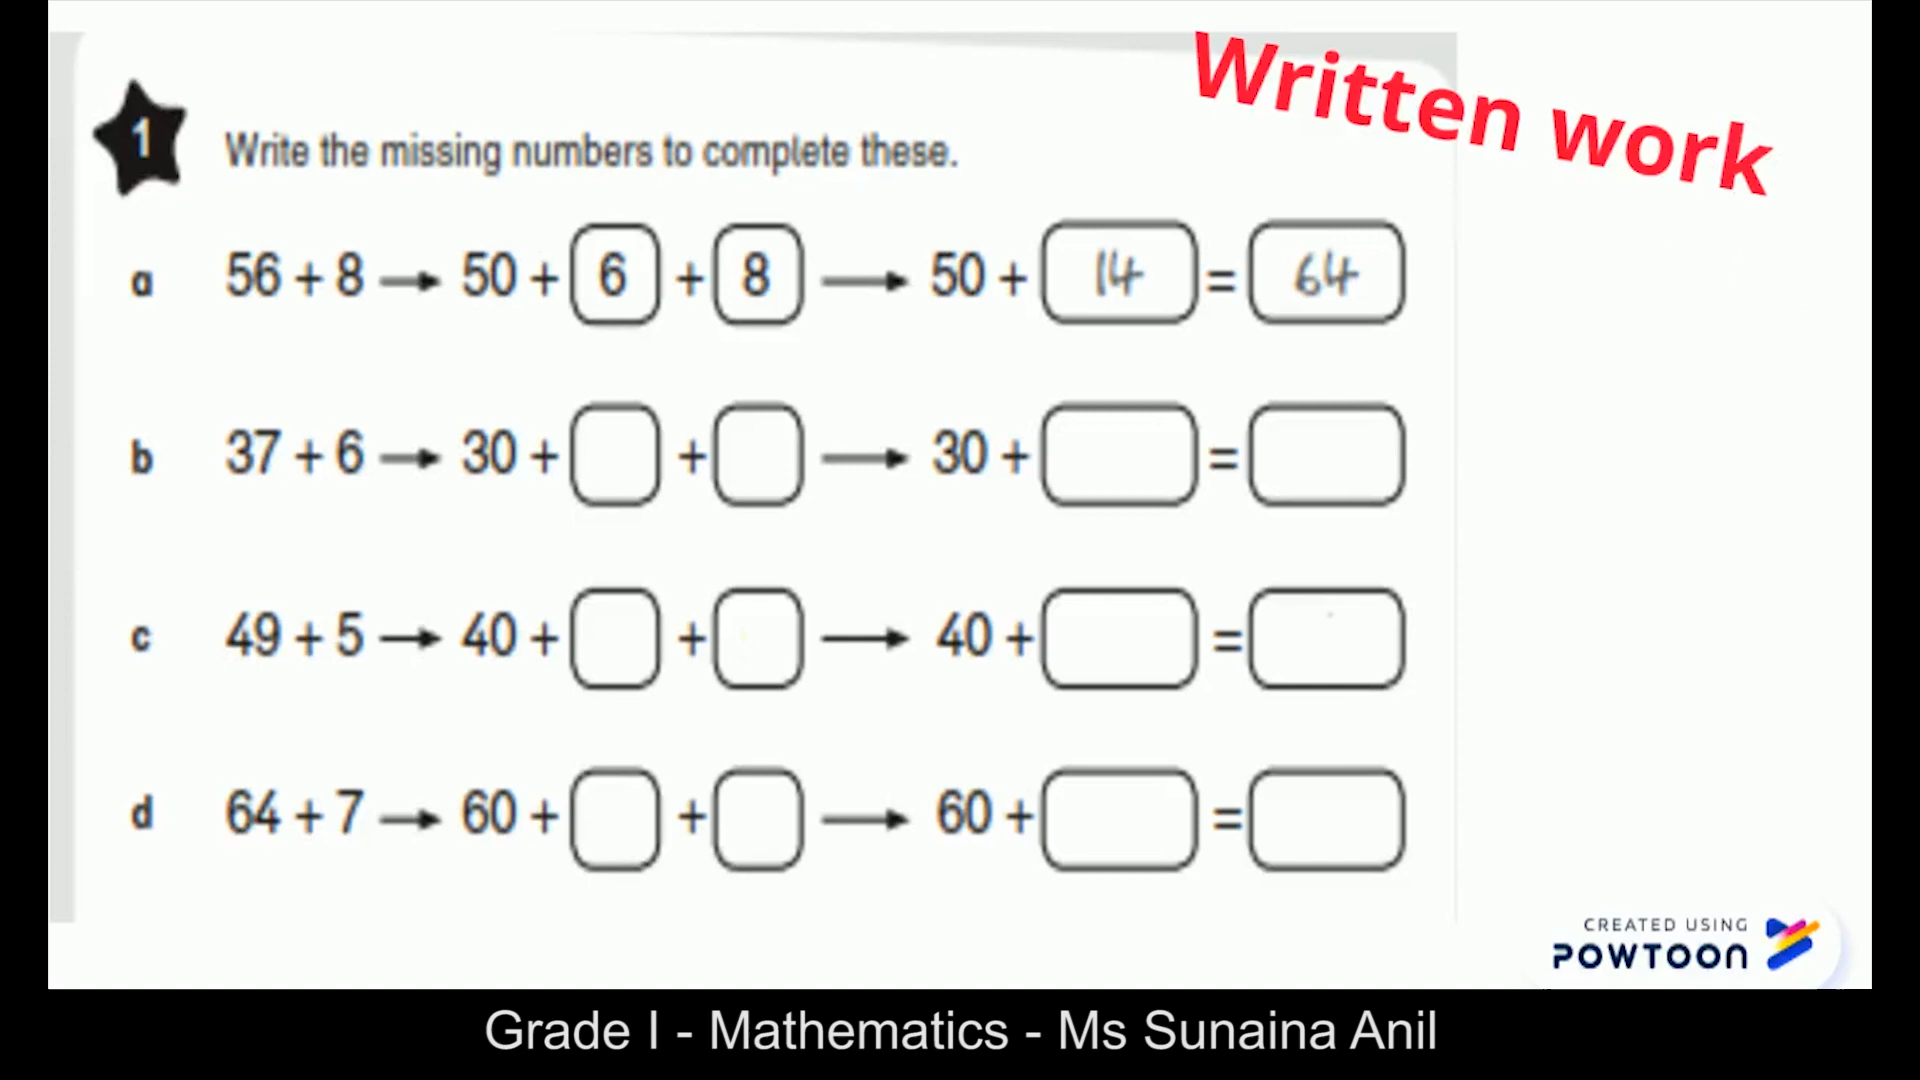 Written work
1 Write the missing numbers to complete these.
a 56 + 8 → 50 + 6 + 8 → 50 + 14 = 64
b 37 + 6 → 30 + + → 30 + =
c 49 + 5 → 40 + + → 40 + =
d 64 + 7 → 60 + + → 60 + =
CREATED USING
POWTOON
Grade I - Mathematics - Ms Sunaina Anil